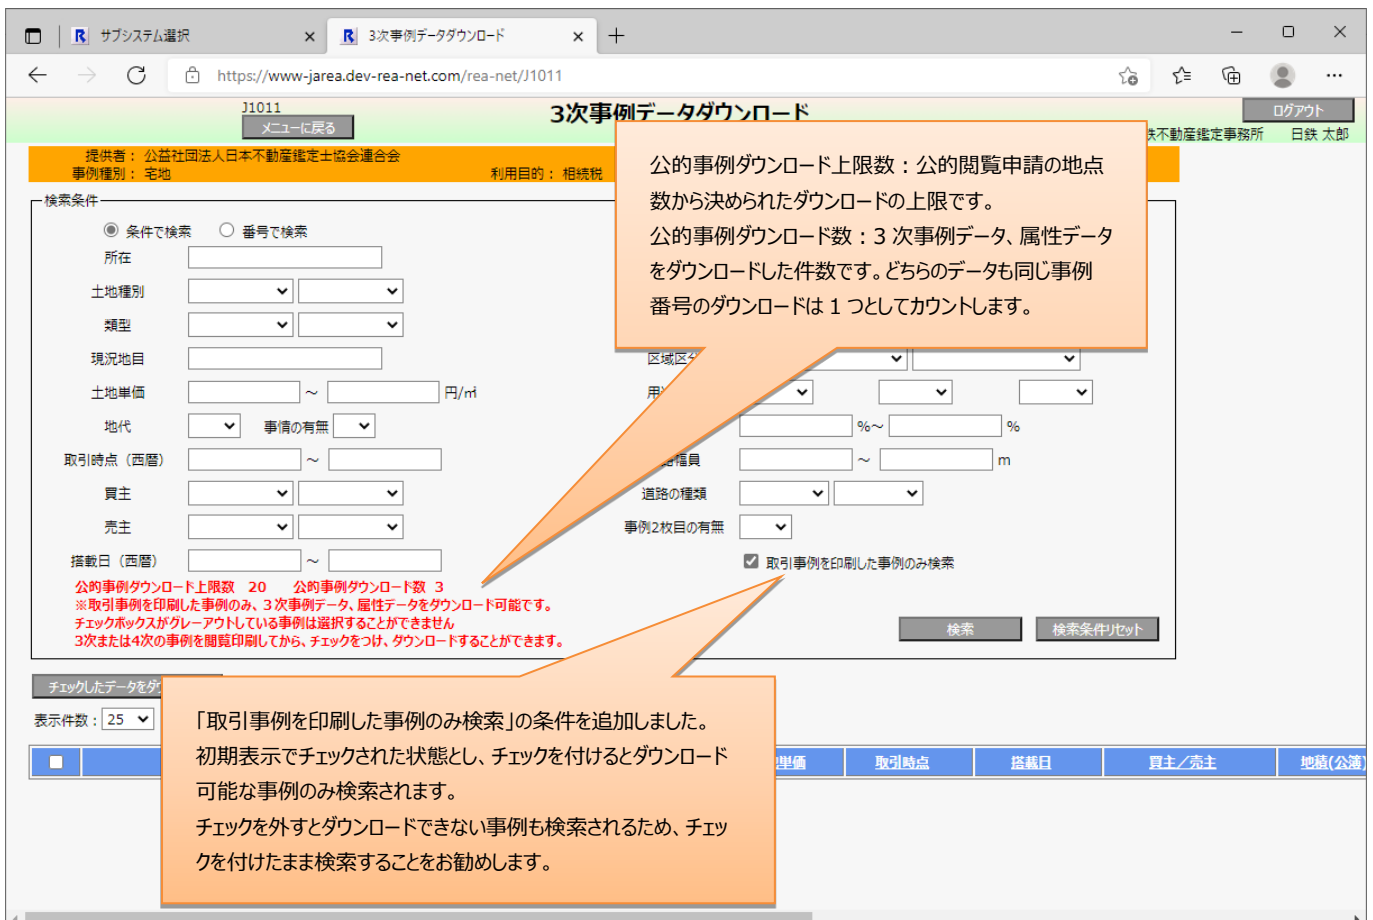 サブシステム選択
3次事例データダウンロード
https://www-jarea.dev-rea-net.com/rea-net/J1011
J1011
3次事例データダウンロード
ログアウト
メニューに戻る
鉄不動産鑑定事務所 日鉄 太郎
提供者： 公益社団法人日本不動産鑑定士協会連合会
事例種別： 宅地 利用目的： 相続税
公的事例ダウンロード上限数：公的閲覧申請の地点
数から決められたダウンロードの上限です。
公的事例ダウンロード数：3 次事例データ、属性データ
をダウンロードした件数です。どちらのデータも同じ事例
番号のダウンロードは 1 つとしてカウントします。
検索条件
条件で検索 番号で検索
所在
土地種別
類型
現況地目 区域区分
土地単価 ～ 円/㎡
地代 事情の有無 %～ %
取引時点（西暦） ～ 幅員 ～ m
買主 道路の種類
売主 事例2枚目の有無
搭載日（西暦） ～ 取引事例を印刷した事例のみ検索
公的事例ダウンロード上限数 20 公的事例ダウンロード数 3
※取引事例を印刷した事例のみ、3次事例データ、属性データをダウンロード可能です。
チェックボックスがグレーアウトしている事例は選択することができません
3次または4次の事例を閲覧印刷してから、チェックをつけ、ダウンロードすることができます。
検索 検索条件リセット
チェックしたデータをダ
表示件数： 25
「取引事例を印刷した事例のみ検索」の条件を追加しました。
初期表示でチェックされた状態とし、チェックを付けるとダウンロード
可能な事例のみ検索されます。
チェックを外すとダウンロードできない事例も検索されるため、チェッ
クを付けたまま検索することをお勧めします。
単価 取引時点 搭載日 買主／売主 地積(公簿)